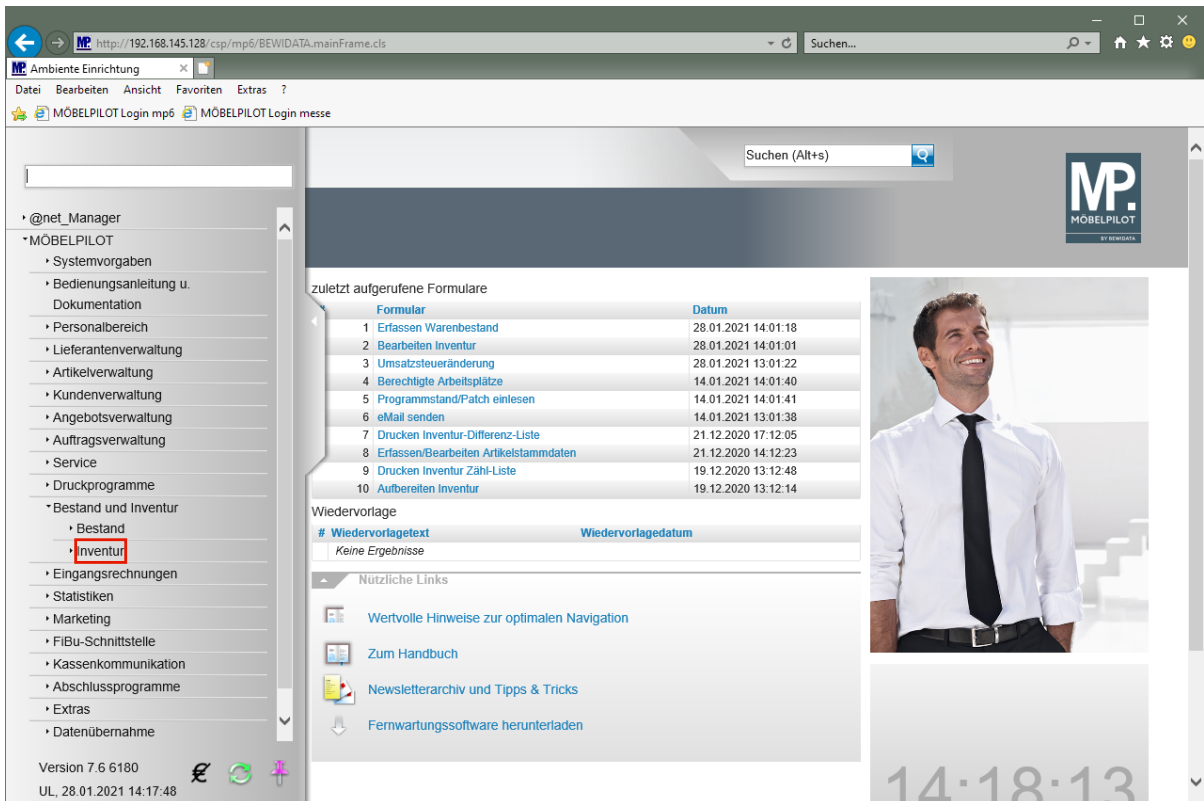 http://192.168.145.128/csp/mp6/BEWIDATA.mainFrame.cls
Suchen...
Ambiente Einrichtung
Datei Bearbeiten Ansicht Favoriten Extras ?
MÖBELPILOT Login mp6 MÖBELPILOT Login messe
Suchen (Alt+s)
MP.
MÖBELPILOT
BY BEWIDATA
@net_Manager
MÖBELPILOT
Systemvorgaben
Bedienungsanleitung u.
Dokumentation
Personalbereich
Lieferantenverwaltung
Artikelverwaltung
Kundenverwaltung
Angebotsverwaltung
Auftragsverwaltung
Service
Druckprogramme
Bestand und Inventur
Bestand
Inventur
Eingangsrechnungen
Statistiken
Marketing
FiBu-Schnittstelle
Kassenkommunikation
Abschlussprogramme
Extras
Datenübernahme
Version 7.6 6180
UL, 28.01.2021 14:17:48
zuletzt aufgerufene Formulare
# Formular Datum
1 Erfassen Warenbestand 28.01.2021 14:01:18
2 Bearbeiten Inventur 28.01.2021 14:01:01
3 Umsatzsteueränderung 28.01.2021 13:01:22
4 Berechtigte Arbeitsplätze 14.01.2021 14:01:40
5 Programmstand/Patch einlesen 14.01.2021 14:01:41
6 eMail senden 14.01.2021 13:01:38
7 Drucken Inventur-Differenz-Liste 21.12.2020 17:12:05
8 Erfassen/Bearbeiten Artikelstammdaten 21.12.2020 14:12:23
9 Drucken Inventur Zähl-Liste 19.12.2020 13:12:48
10 Aufbereiten Inventur 19.12.2020 13:12:14
Wiedervorlage
# Wiedervorlagetext Wiedervorlagedatum
Keine Ergebnisse
Nützliche Links
Wertvolle Hinweise zur optimalen Navigation
Zum Handbuch
Newsletterarchiv und Tipps & Tricks
Fernwartungssoftware herunterladen
14:18:13